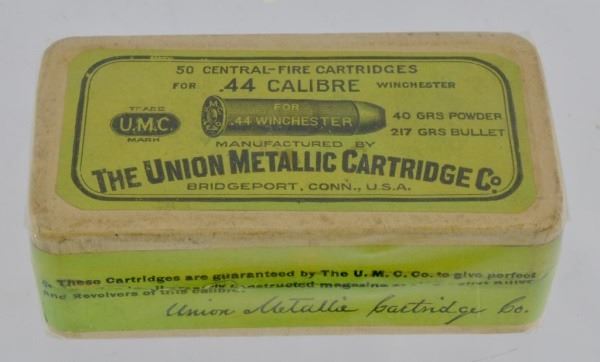 50 CENTRAL-FIRE CARTRIDGES
FOR .44 CALIBRE WINCHESTER
TRADE
U.M.C.
MARK
FOR
.44 WINCHESTER
40 GRS POWDER
217 GRS BULLET
MANUFACTURED BY
THE UNION METALLIC CARTRIDGE Co
BRIDGEPORT, CONN., U.S.A.
These Cartridges are guaranteed by The U. M. C. Co. to give perfect
constructed magazine
and Revolvers of this calibre.
Union Metallic Cartridge Co.